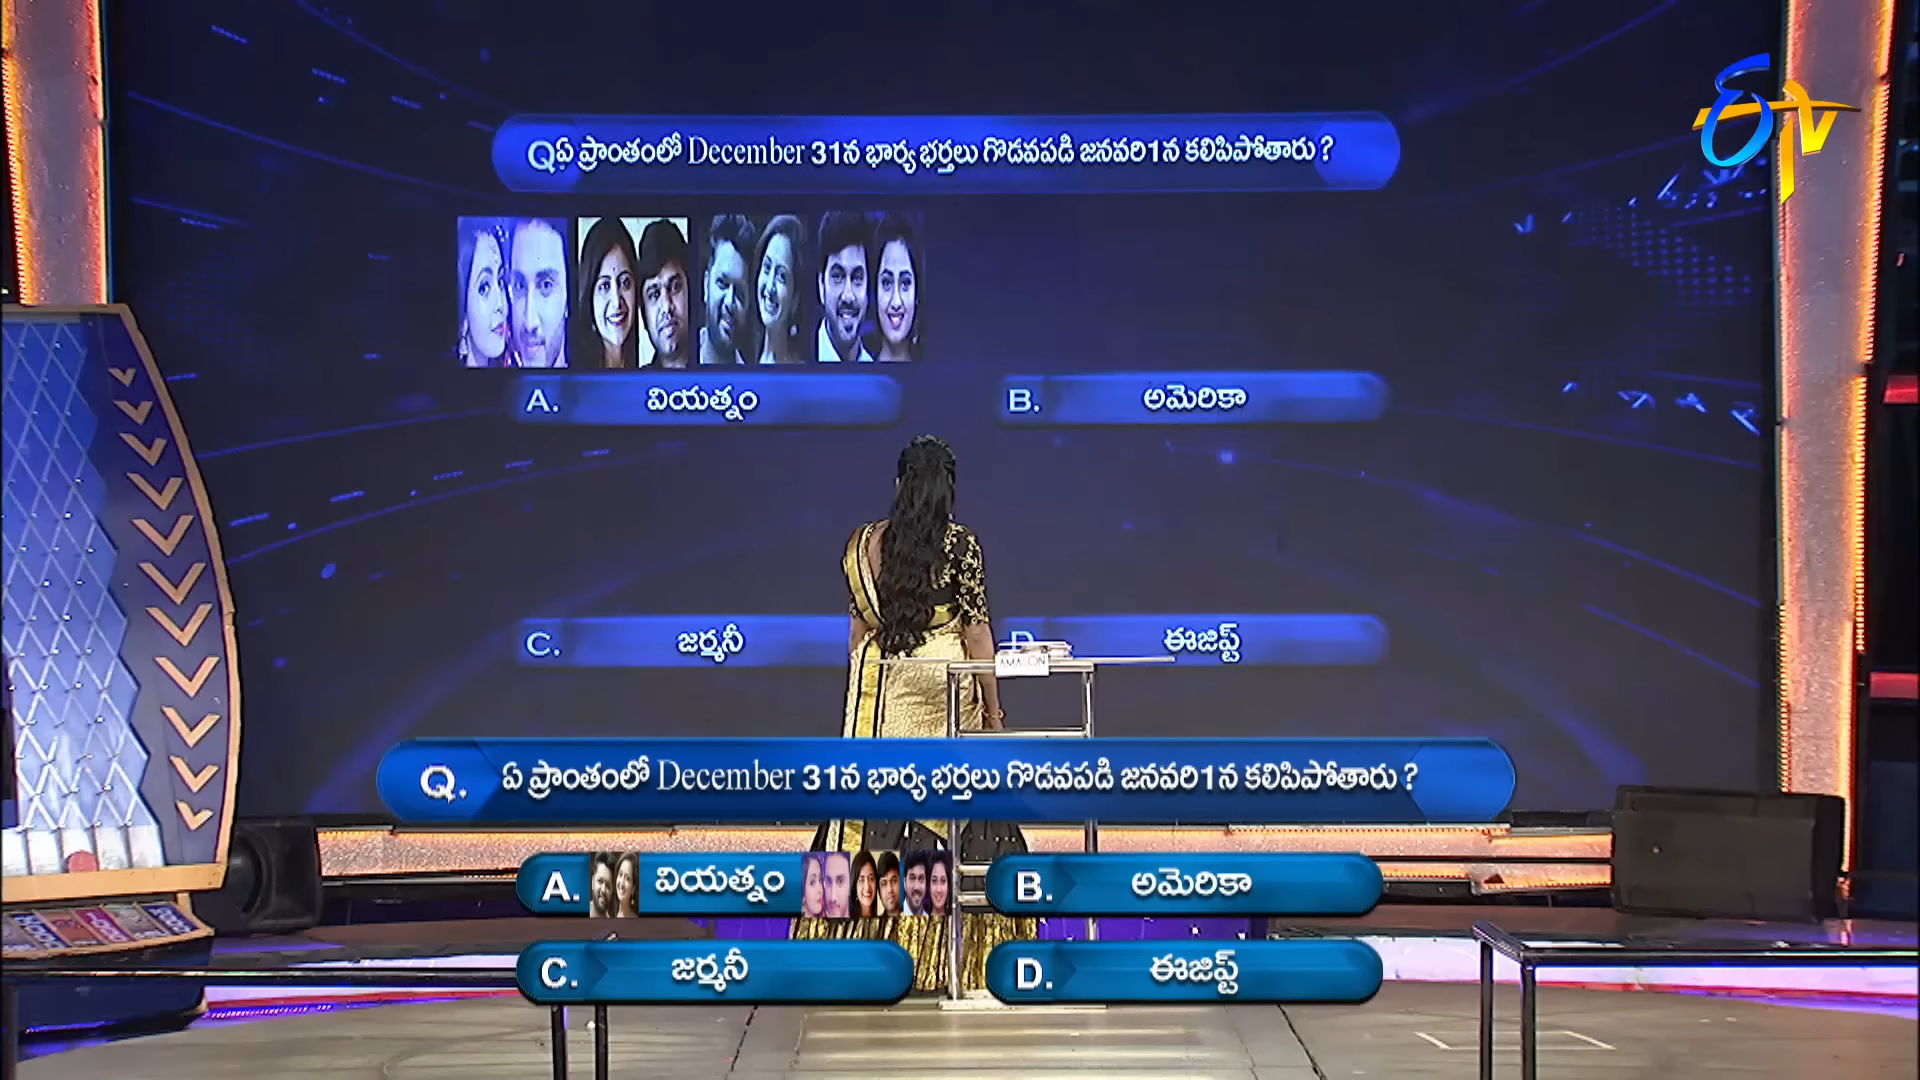 ETV
Q ఏ ప్రాంతంలో December 31న భార్య భర్తలు గొడవపడి జనవరి1న కలిపిపోతారు ?
A. వియత్నం
B. అమెరికా
C. జర్మనీ
D. ఈజిప్ట్
AMARON
Q. ఏ ప్రాంతంలో December 31న భార్య భర్తలు గొడవపడి జనవరి1న కలిపిపోతారు ?
A. వియత్నం
B. అమెరికా
C. జర్మనీ
D. ఈజిప్ట్